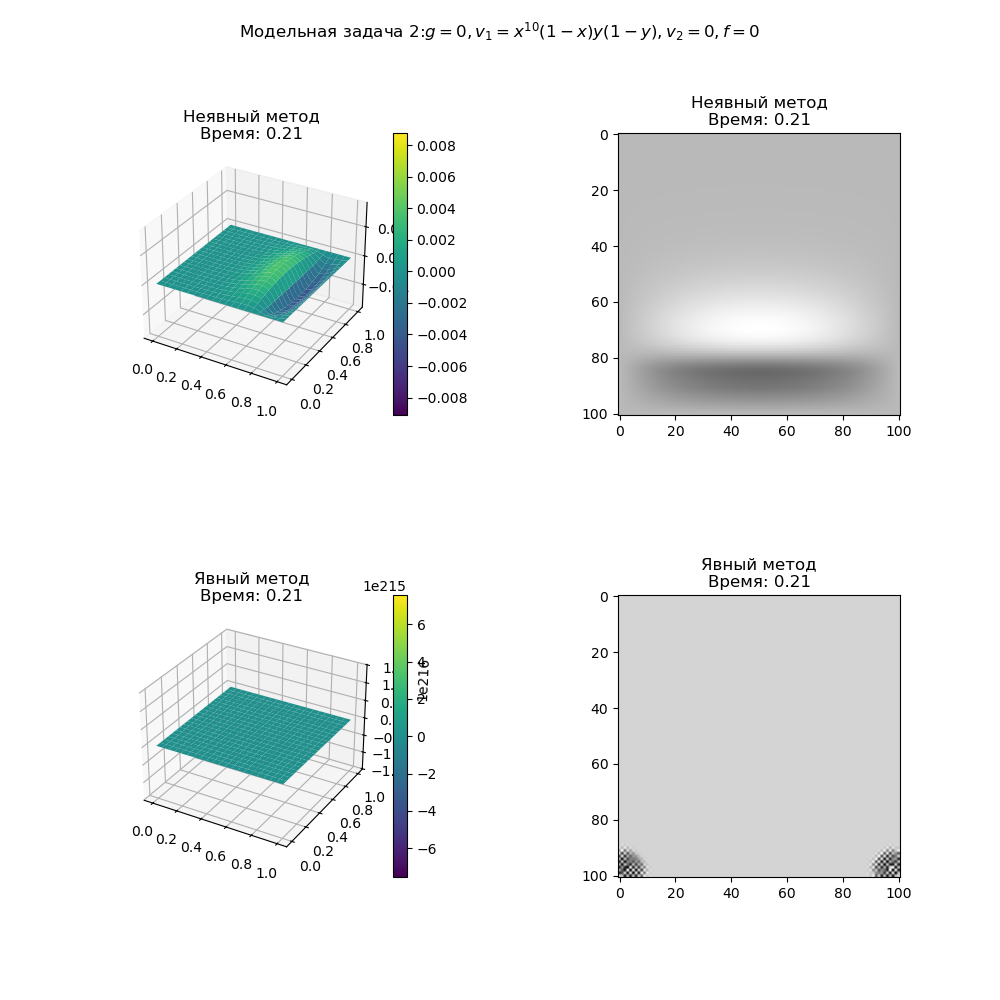 Модельная задача 2:g = 0, v₁ = x¹⁰(1 − x)y(1 − y), v₂ = 0, f = 0
Неявный метод
Время: 0.21
0.0 0.2 0.4 0.6 0.8 1.0
0.0 0.2 0.4 0.6 0.8 1.0
0.008
0.006
0.004
0.002
0.000
−0.002
−0.004
−0.006
−0.008
Неявный метод
Время: 0.21
0
20
40
60
80
100
0 20 40 60 80 100
Явный метод
Время: 0.21
1e215
0.0 0.2 0.4 0.6 0.8 1.0
0.0 0.2 0.4 0.6 0.8 1.0
6
4
2
0
−2
−4
−6
Явный метод
Время: 0.21
0
20
40
60
80
100
0 20 40 60 80 100